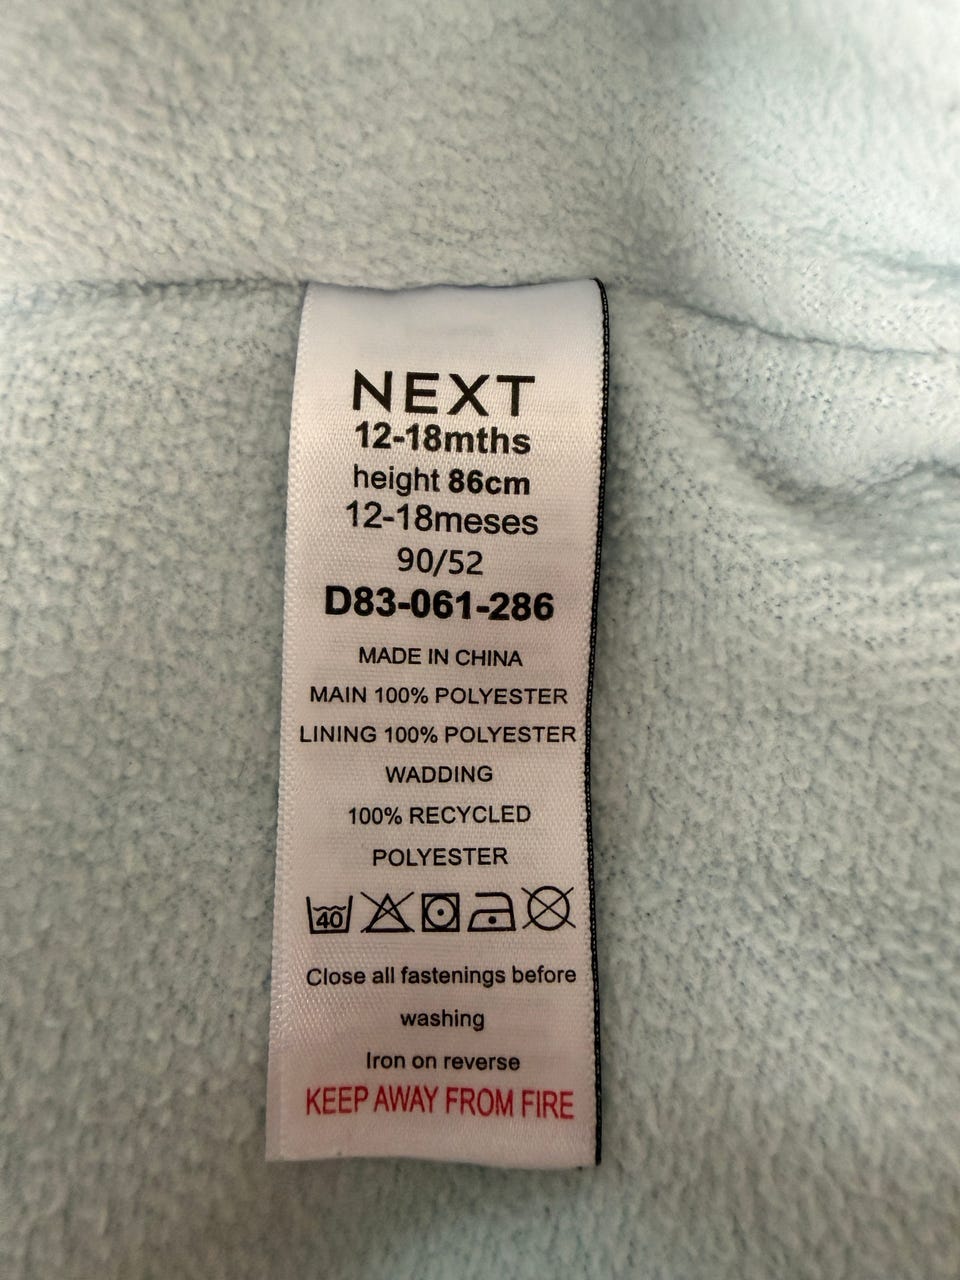 NEXT
12-18mths
height 86cm
12-18meses
90/52
D83-061-286
MADE IN CHINA
MAIN 100% POLYESTER
LINING 100% POLYESTER
WADDING
100% RECYCLED
POLYESTER
40
Close all fastenings before
washing
Iron on reverse
KEEP AWAY FROM FIRE